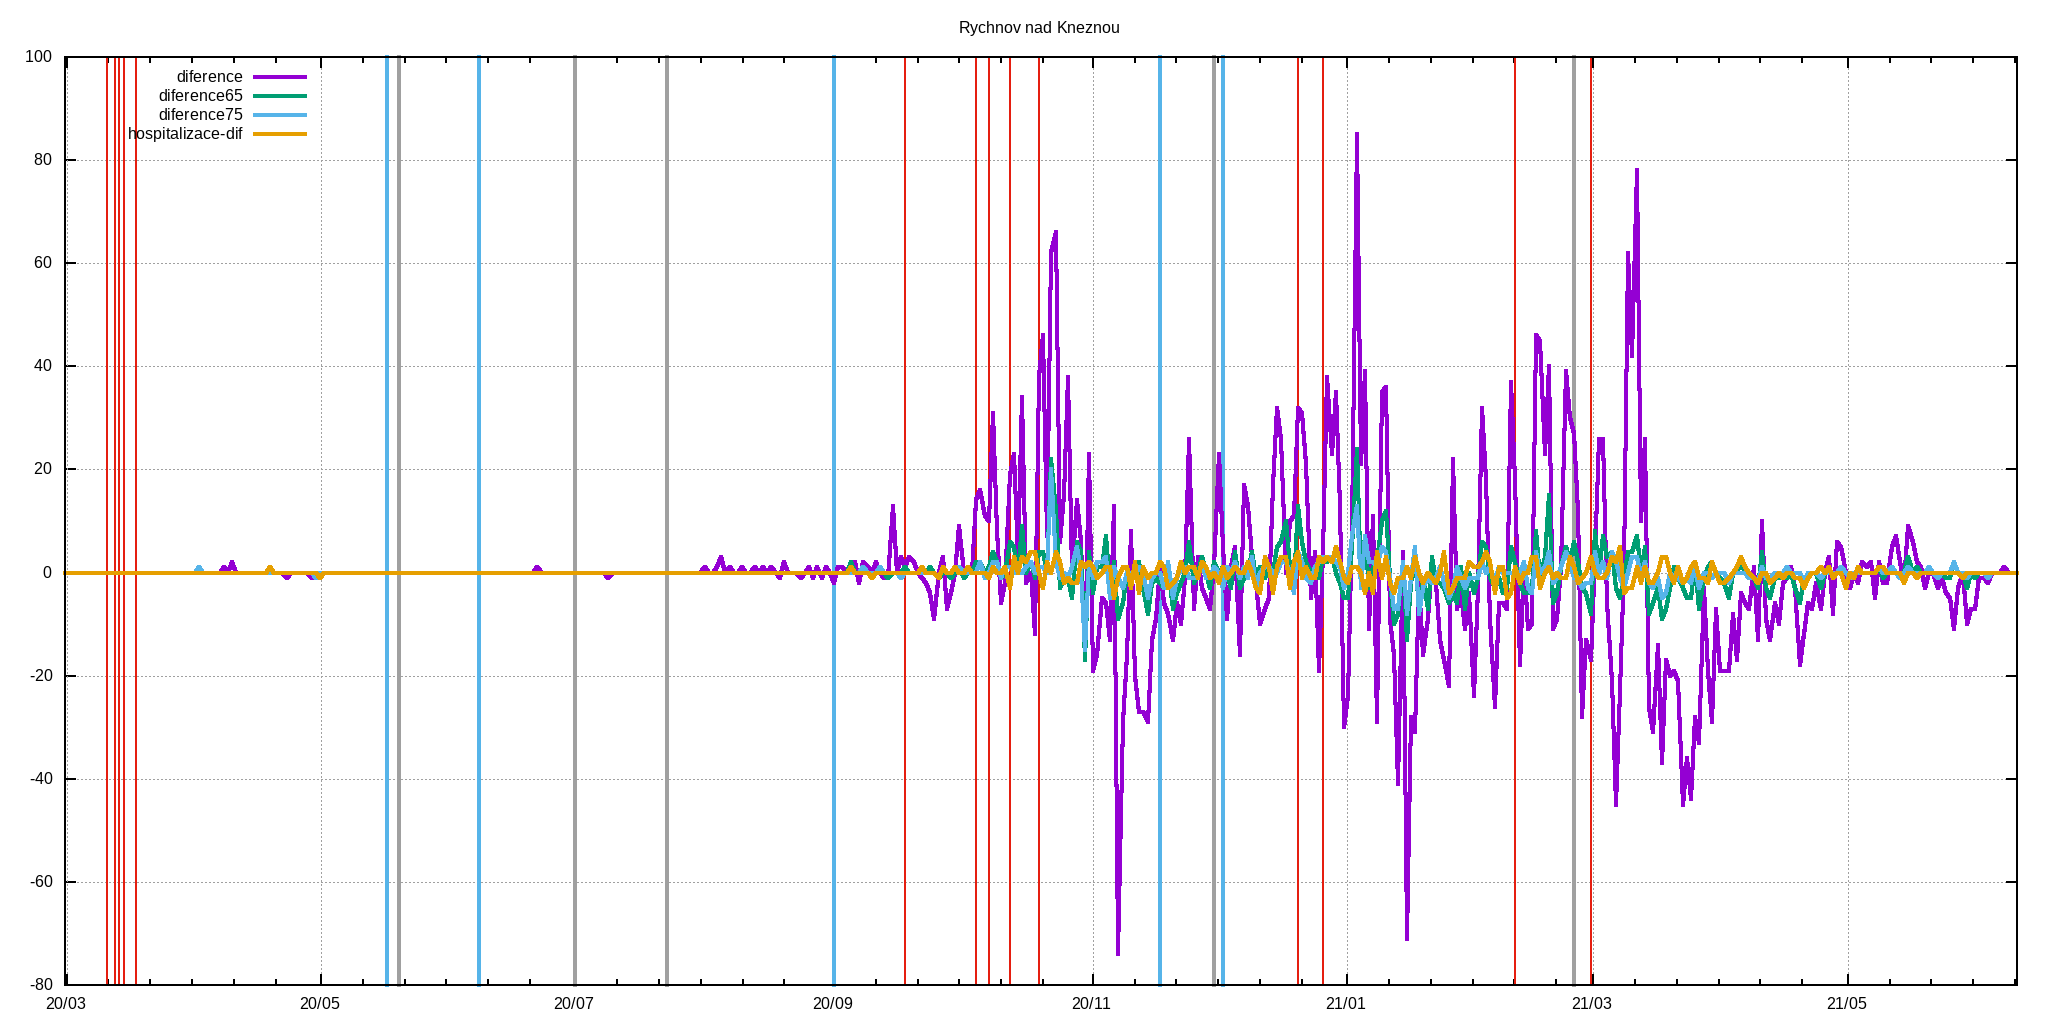 Rychnov nad Kneznou
100
80
60
40
20
0
-20
-40
-60
-80
diference
diference65
diference75
hospitalizace-dif
20/03 20/05 20/07 20/09 20/11 21/01 21/03 21/05